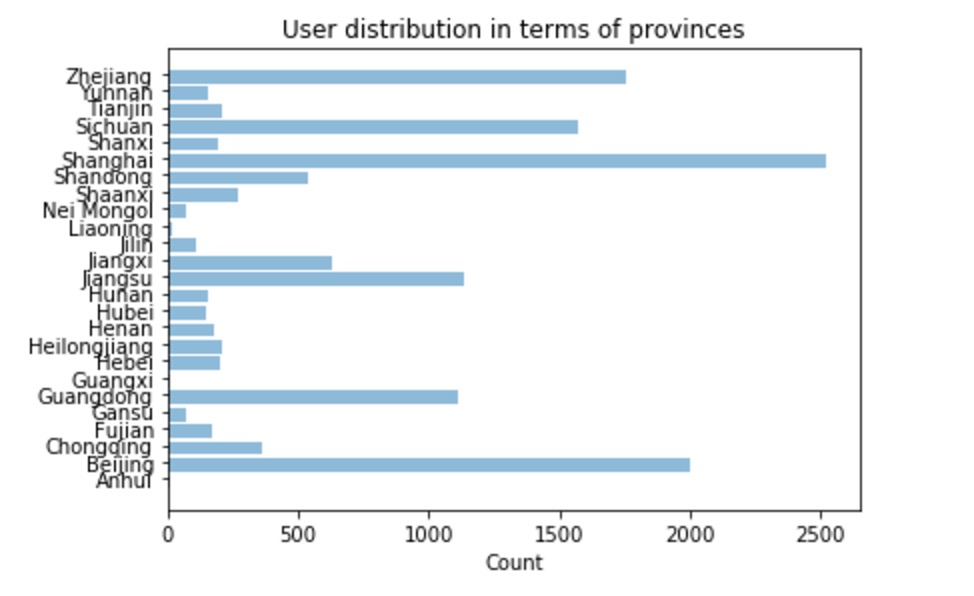 User distribution in terms of provinces
Zhejiang
Yunnan
Tianjin
Sichuan
Shanxi
Shanghai
Shandong
Shaanxi
Nei Mongol
Liaoning
Jilin
Jiangxi
Jiangsu
Hunan
Hubei
Henan
Heilongjiang
Hebei
Guangxi
Guangdong
Gansu
Fujian
Chongqing
Beijing
Anhui
0 500 1000 1500 2000 2500
Count